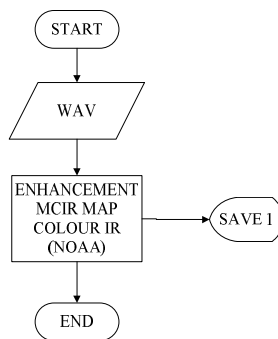 START
WAV
ENHANCEMENT
MCIR MAP
COLOUR IR
(NOAA)
SAVE 1
END